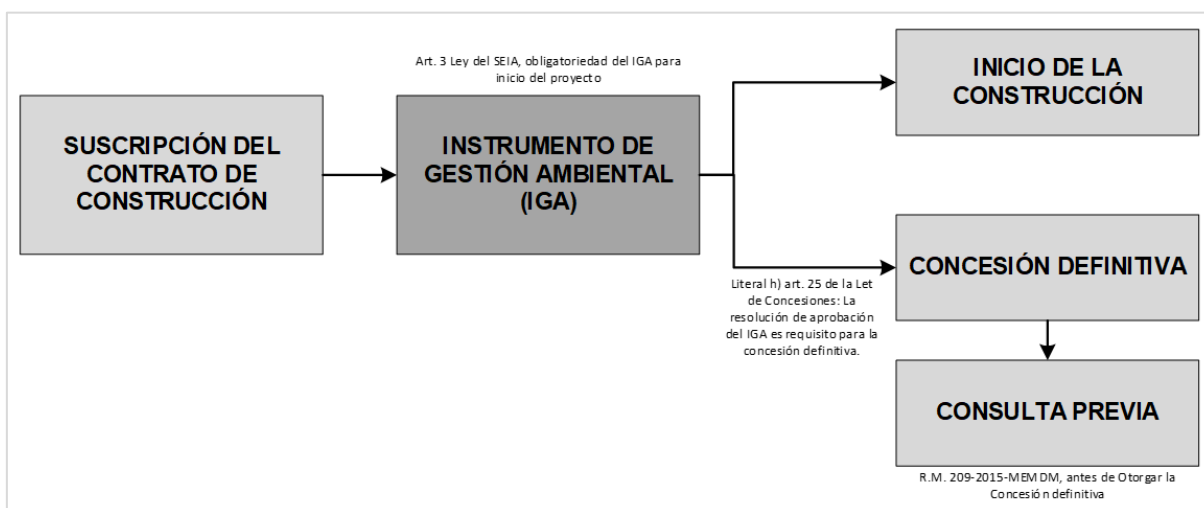 Art. 3 Ley del SEIA, obligatoriedad del IGA para
inicio del proyecto
SUSCRIPCIÓN DEL
CONTRATO DE
CONSTRUCCIÓN
INSTRUMENTO DE
GESTIÓN AMBIENTAL
(IGA)
INICIO DE LA
CONSTRUCCIÓN
CONCESIÓN DEFINITIVA
Literal h) art. 25 de la Let
de Concesiones: La
resolución de aprobación
del IGA es requisito para la
concesión definitiva.
CONSULTA PREVIA
R.M. 209-2015-MEMDM, antes de Otorgar la
Concesión definitiva